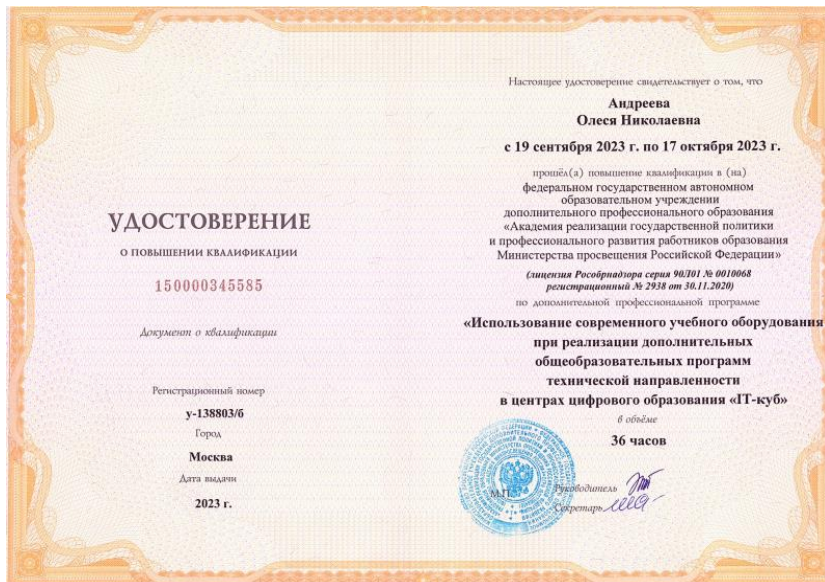 УДОСТОВЕРЕНИЕ
О ПОВЫШЕНИИ КВАЛИФИКАЦИИ
150000345585
Документ о квалификации
Регистрационный номер
у-138803/б
Город
Москва
Дата выдачи
2023 г.
Настоящее удостоверение свидетельствует о том, что
Андреева
Олеся Николаевна
с 19 сентября 2023 г. по 17 октября 2023 г.
прошёл(а) повышение квалификации в (на)
федеральном государственном автономном
образовательном учреждении
дополнительного профессионального образования
«Академия реализации государственной политики
и профессионального развития работников образования
Министерства просвещения Российской Федерации»
(лицензия Рособрнадзора серия 90Л01 № 0010068
регистрационный № 2938 от 30.11.2020)
по дополнительной профессиональной программе
«Использование современного учебного оборудования
при реализации дополнительных
общеобразовательных программ
технической направленности
в центрах цифрового образования «IT-куб»
в объёме
36 часов
М.П.
Руководитель
Секретарь